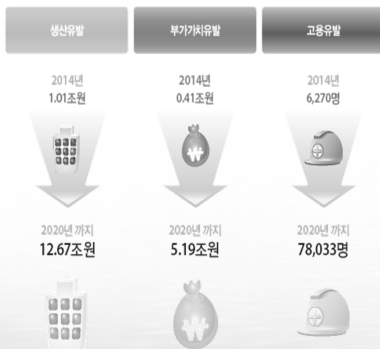 생산유발
부가가치유발
고용유발
2014년
1.01조원
2014년
0.41조원
2014년
6,270명
₩
2020년 까지
12.67조원
2020년 까지
5.19조원
2020년 까지
78,033명
₩